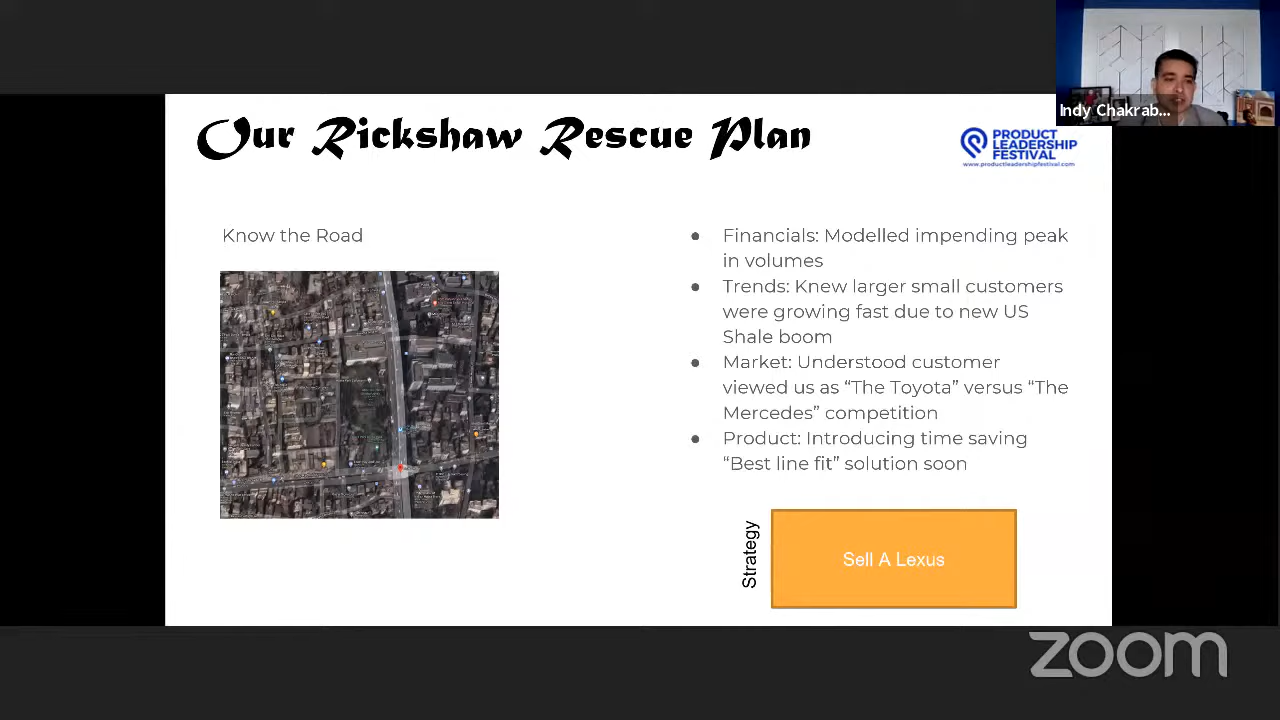 Indy Chakrab...
Our Rickshaw Rescue Plan
PRODUCT
LEADERSHIP
FESTIVAL
www.productleadershipfestival.com
Know the Road
● Financials: Modelled impending peak
in volumes
● Trends: Knew larger small customers
were growing fast due to new US
Shale boom
● Market: Understood customer
viewed us as “The Toyota” versus “The
Mercedes” competition
● Product: Introducing time saving
“Best line fit” solution soon
Strategy
Sell A Lexus
zoom